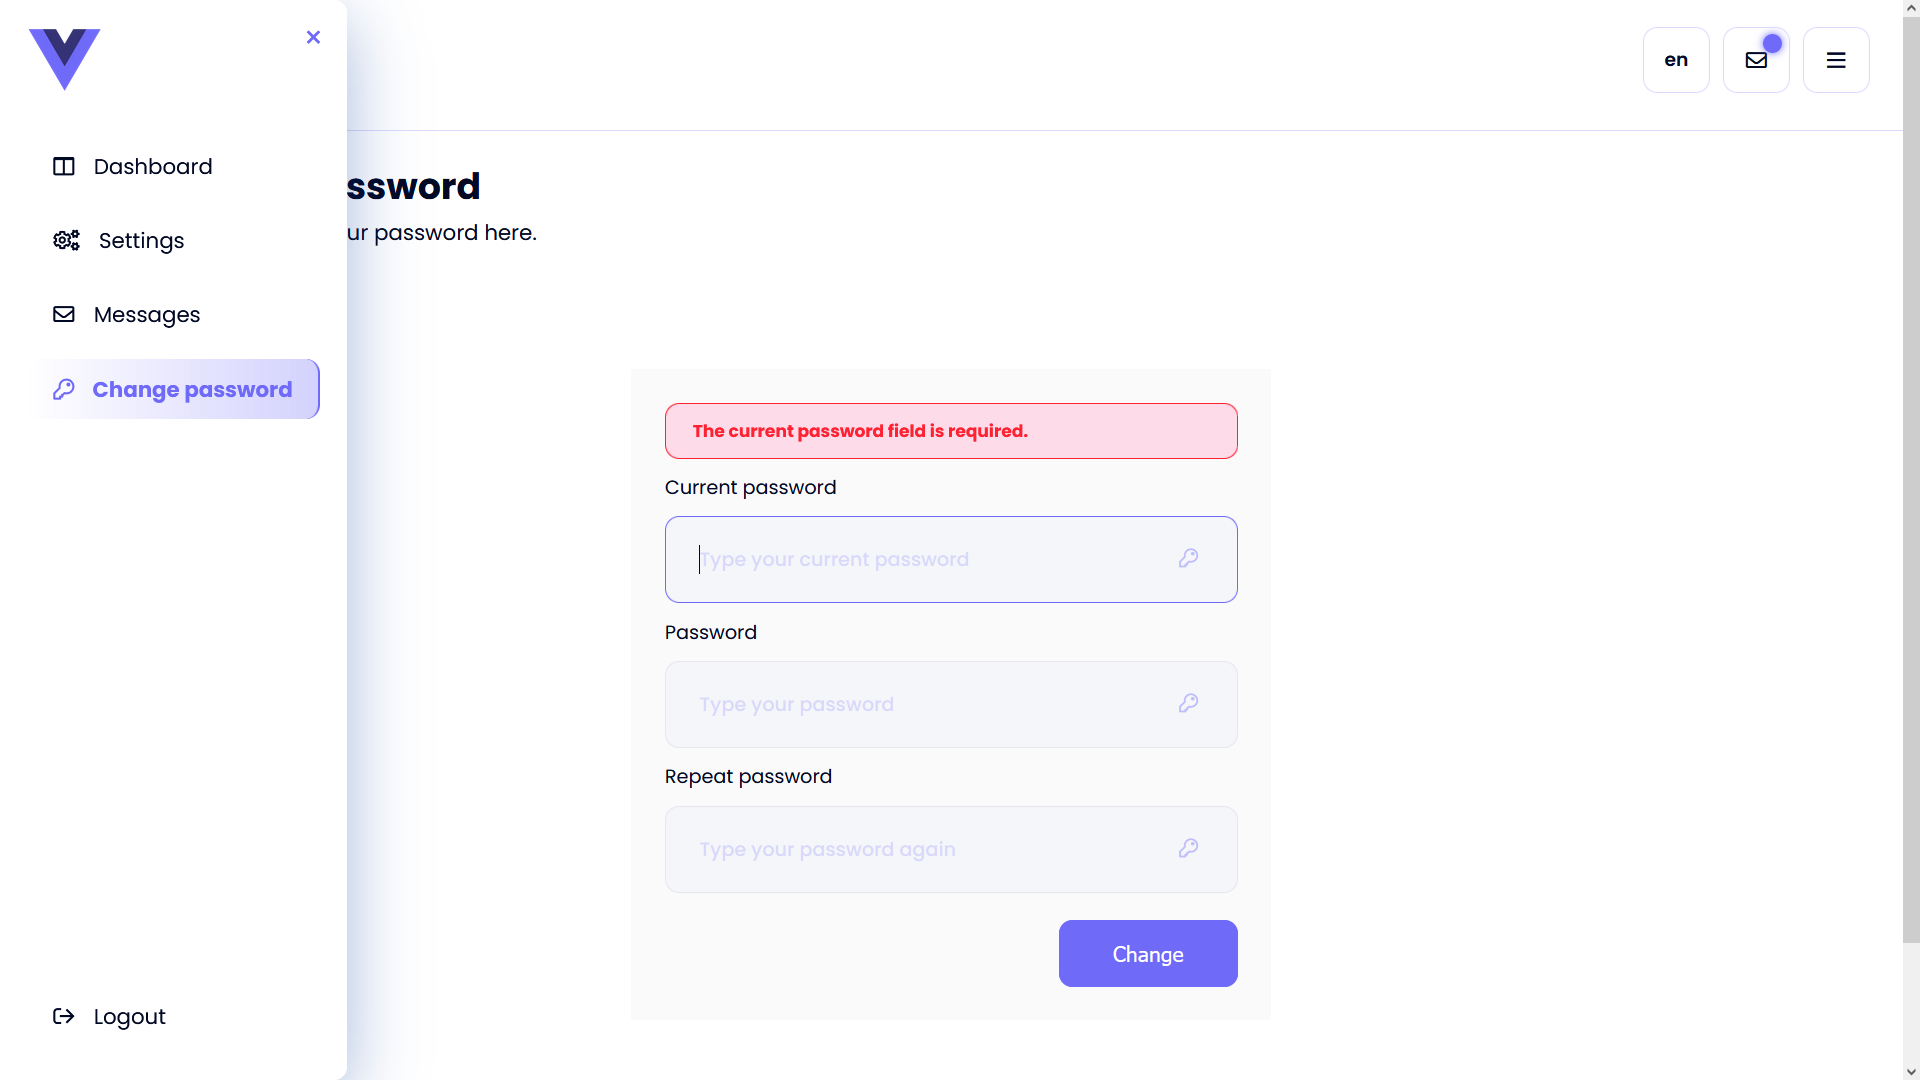 en
Dashboard
Settings
Messages
Change password
Logout
ssword
ur password here.
The current password field is required.
Current password
Type your current password
Password
Type your password
Repeat password
Type your password again
Change